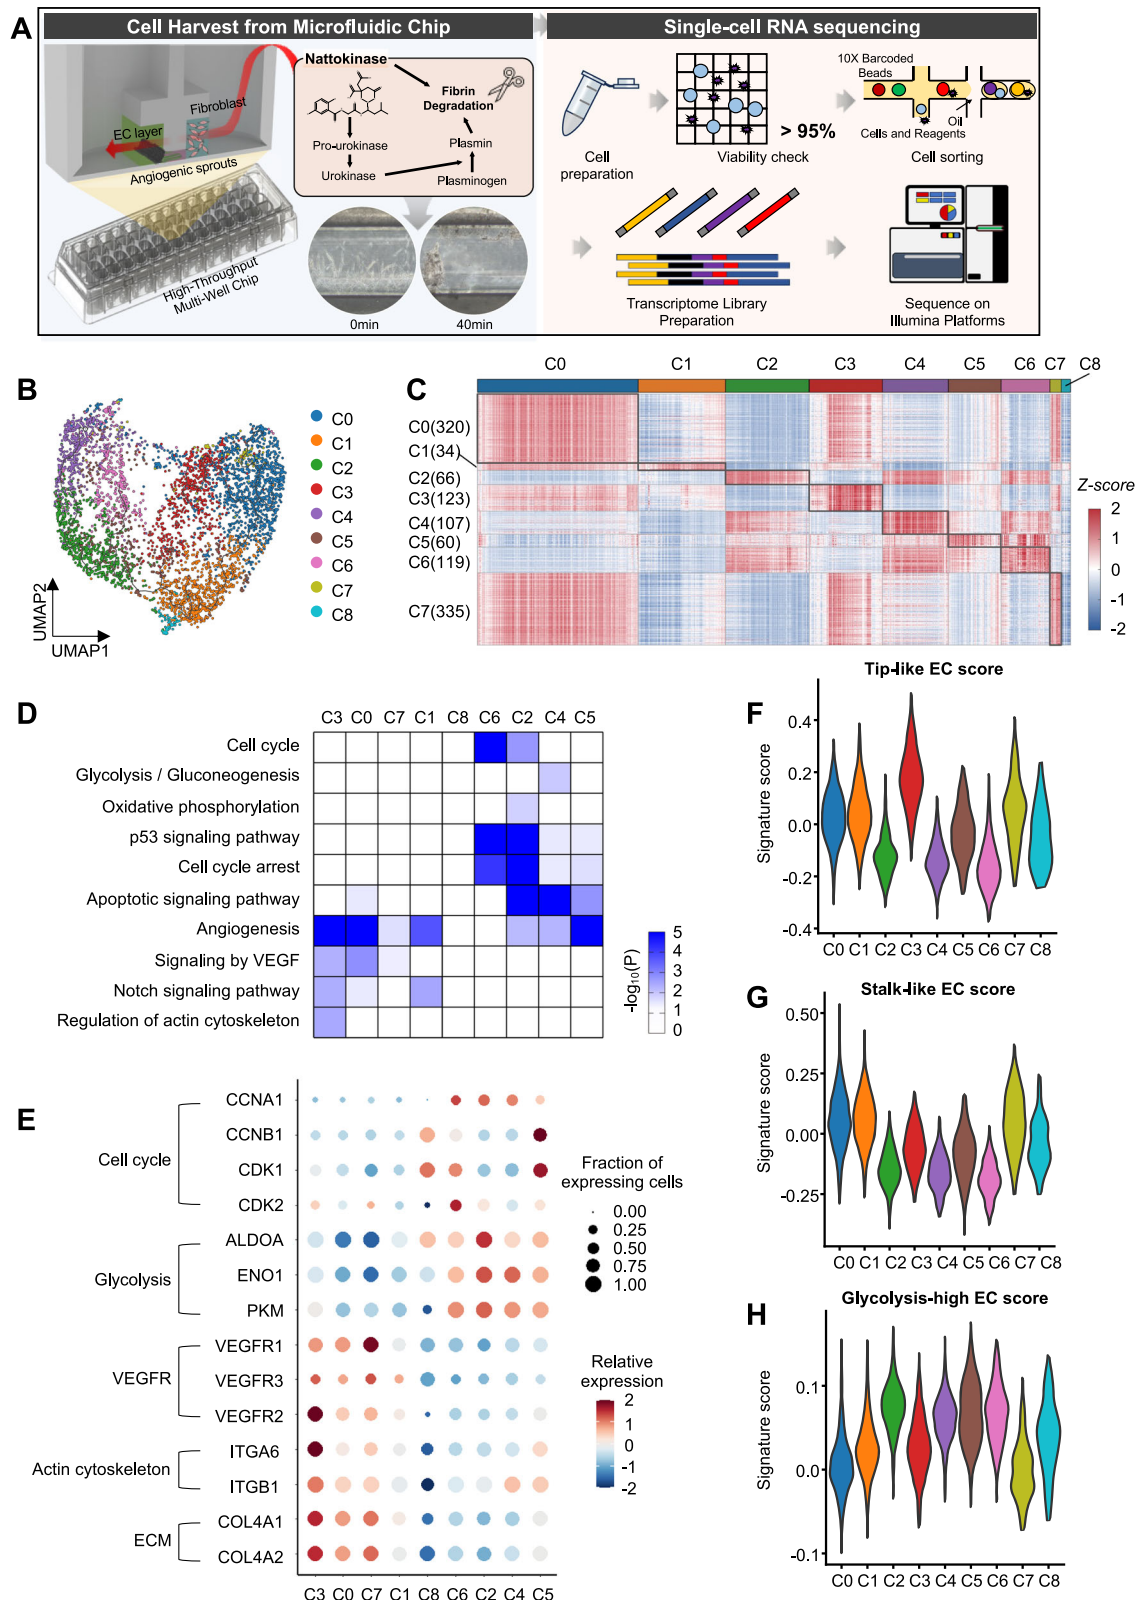 A
Cell Harvest from Microfluidic Chip
Single-cell RNA sequencing
Nattokinase
Fibrin
Degradation
Pro-urokinase
Urokinase
Plasmin
Plasminogen
Fibroblast
EC layer
Angiogenic sprouts
High-Throughput
Multi-Well Chip
0min
40min
Cell
preparation
> 95%
Viability check
10X Barcoded
Beads
Oil
Cells and Reagents
Cell sorting
Transcriptome Library
Preparation
Sequence on
Illumina Platforms
B
C0
C1
C2
C3
C4
C5
C6
C7
C8
UMAP2
UMAP1
C
C0 C1 C2 C3 C4 C5 C6 C7 C8
C0(320)
C1(34)
C2(66)
C3(123)
C4(107)
C5(60)
C6(119)
C7(335)
Z-score
2
1
0
-1
-2
D
C3 C0 C7 C1 C8 C6 C2 C4 C5
Cell cycle
Glycolysis / Gluconeogenesis
Oxidative phosphorylation
p53 signaling pathway
Cell cycle arrest
Apoptotic signaling pathway
Angiogenesis
Signaling by VEGF
Notch signaling pathway
Regulation of actin cytoskeleton
-log10(P)
5
4
3
2
1
0
E
Cell cycle
CCNA1
CCNB1
CDK1
CDK2
Glycolysis
ALDOA
ENO1
PKM
VEGFR
VEGFR1
VEGFR3
VEGFR2
Actin cytoskeleton
ITGA6
ITGB1
ECM
COL4A1
COL4A2
C3 C0 C7 C1 C8 C6 C2 C4 C5
Fraction of
expressing cells
0.00
0.25
0.50
0.75
1.00
Relative
expression
2
1
0
-1
-2
F
Tip-like EC score
Signature score
0.4
0.2
0.0
-0.2
-0.4
C0 C1 C2 C3 C4 C5 C6 C7 C8
G
Stalk-like EC score
Signature score
0.50
0.25
0.00
-0.25
C0 C1 C2 C3 C4 C5 C6 C7 C8
H
Glycolysis-high EC score
Signature score
0.1
0.0
-0.1
C0 C1 C2 C3 C4 C5 C6 C7 C8